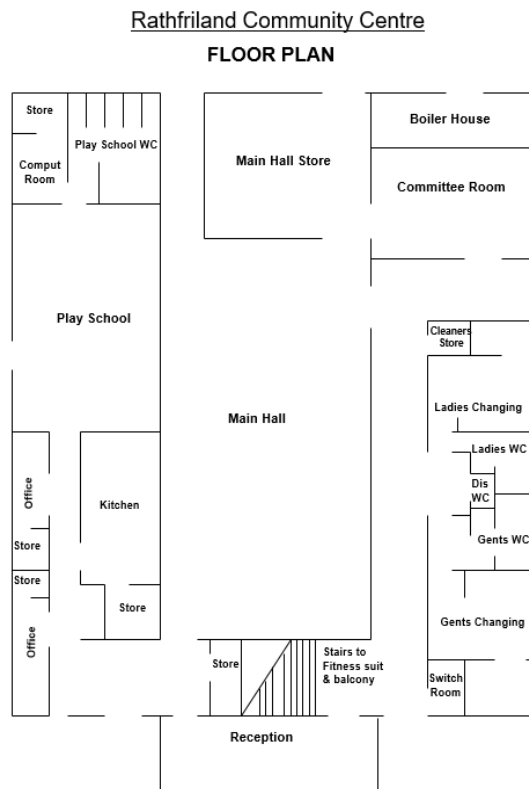 Rathfriland Community Centre
FLOOR PLAN
Store
Play School WC
Comput
Room
Main Hall Store
Boiler House
Committee Room
Play School
Main Hall
Cleaners
Store
Ladies Changing
Ladies WC
Dis
WC
Gents WC
Office
Kitchen
Store
Store
Store
Office
Gents Changing
Store
Stairs to
Fitness suit
& balcony
Switch
Room
Reception